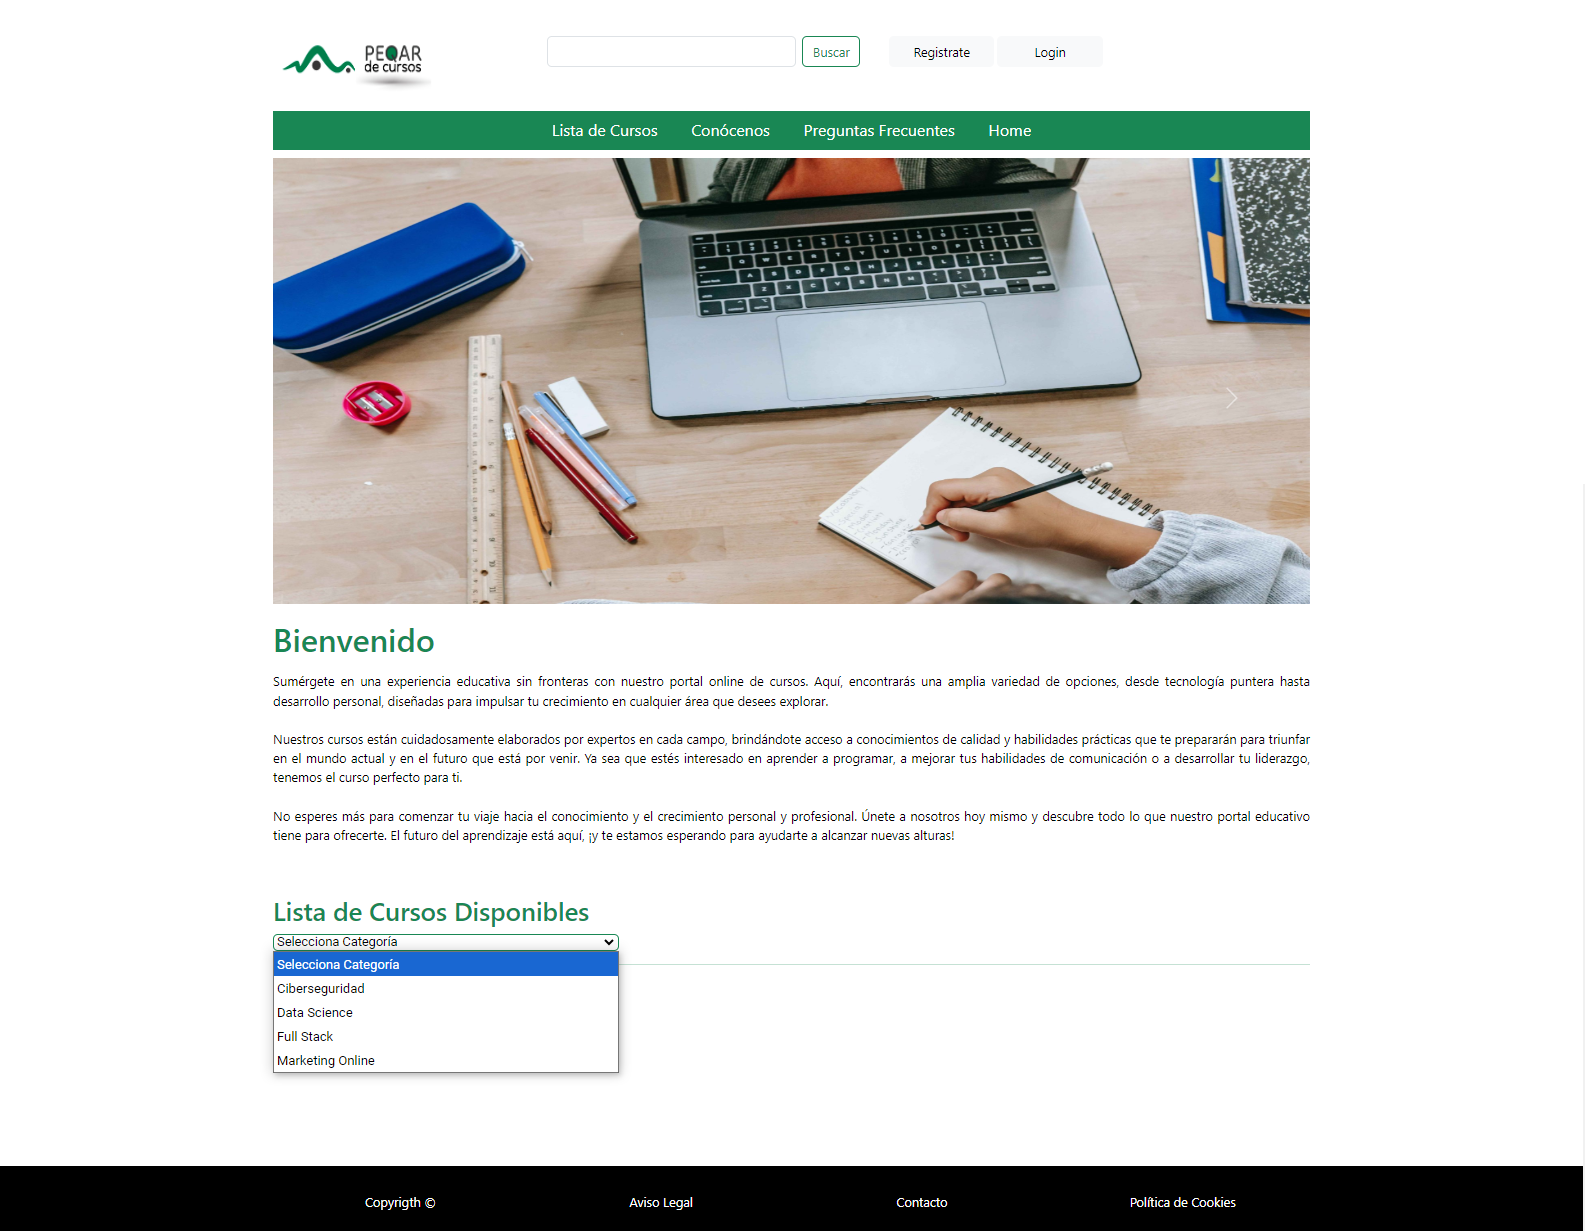 PEQAR
de cursos
Buscar
Registrate
Login
Lista de Cursos
Conócenos
Preguntas Frecuentes
Home
Bienvenido
Sumérgete en una experiencia educativa sin fronteras con nuestro portal online de cursos. Aquí, encontrarás una amplia variedad de opciones, desde tecnología puntera hasta
desarrollo personal, diseñadas para impulsar tu crecimiento en cualquier área que desees explorar.
Nuestros cursos están cuidadosamente elaborados por expertos en cada campo, brindándote acceso a conocimientos de calidad y habilidades prácticas que te prepararán para triunfar
en el mundo actual y en el futuro que está por venir. Ya sea que estés interesado en aprender a programar, a mejorar tus habilidades de comunicación o a desarrollar tu liderazgo,
tenemos el curso perfecto para ti.
No esperes más para comenzar tu viaje hacia el conocimiento y el crecimiento personal y profesional. Únete a nosotros hoy mismo y descubre todo lo que nuestro portal educativo
tiene para ofrecerte. El futuro del aprendizaje está aquí, ¡y te estamos esperando para ayudarte a alcanzar nuevas alturas!
Lista de Cursos Disponibles
Selecciona Categoría
Selecciona Categoría
Ciberseguridad
Data Science
Full Stack
Marketing Online
Copyrigth ©
Aviso Legal
Contacto
Política de Cookies